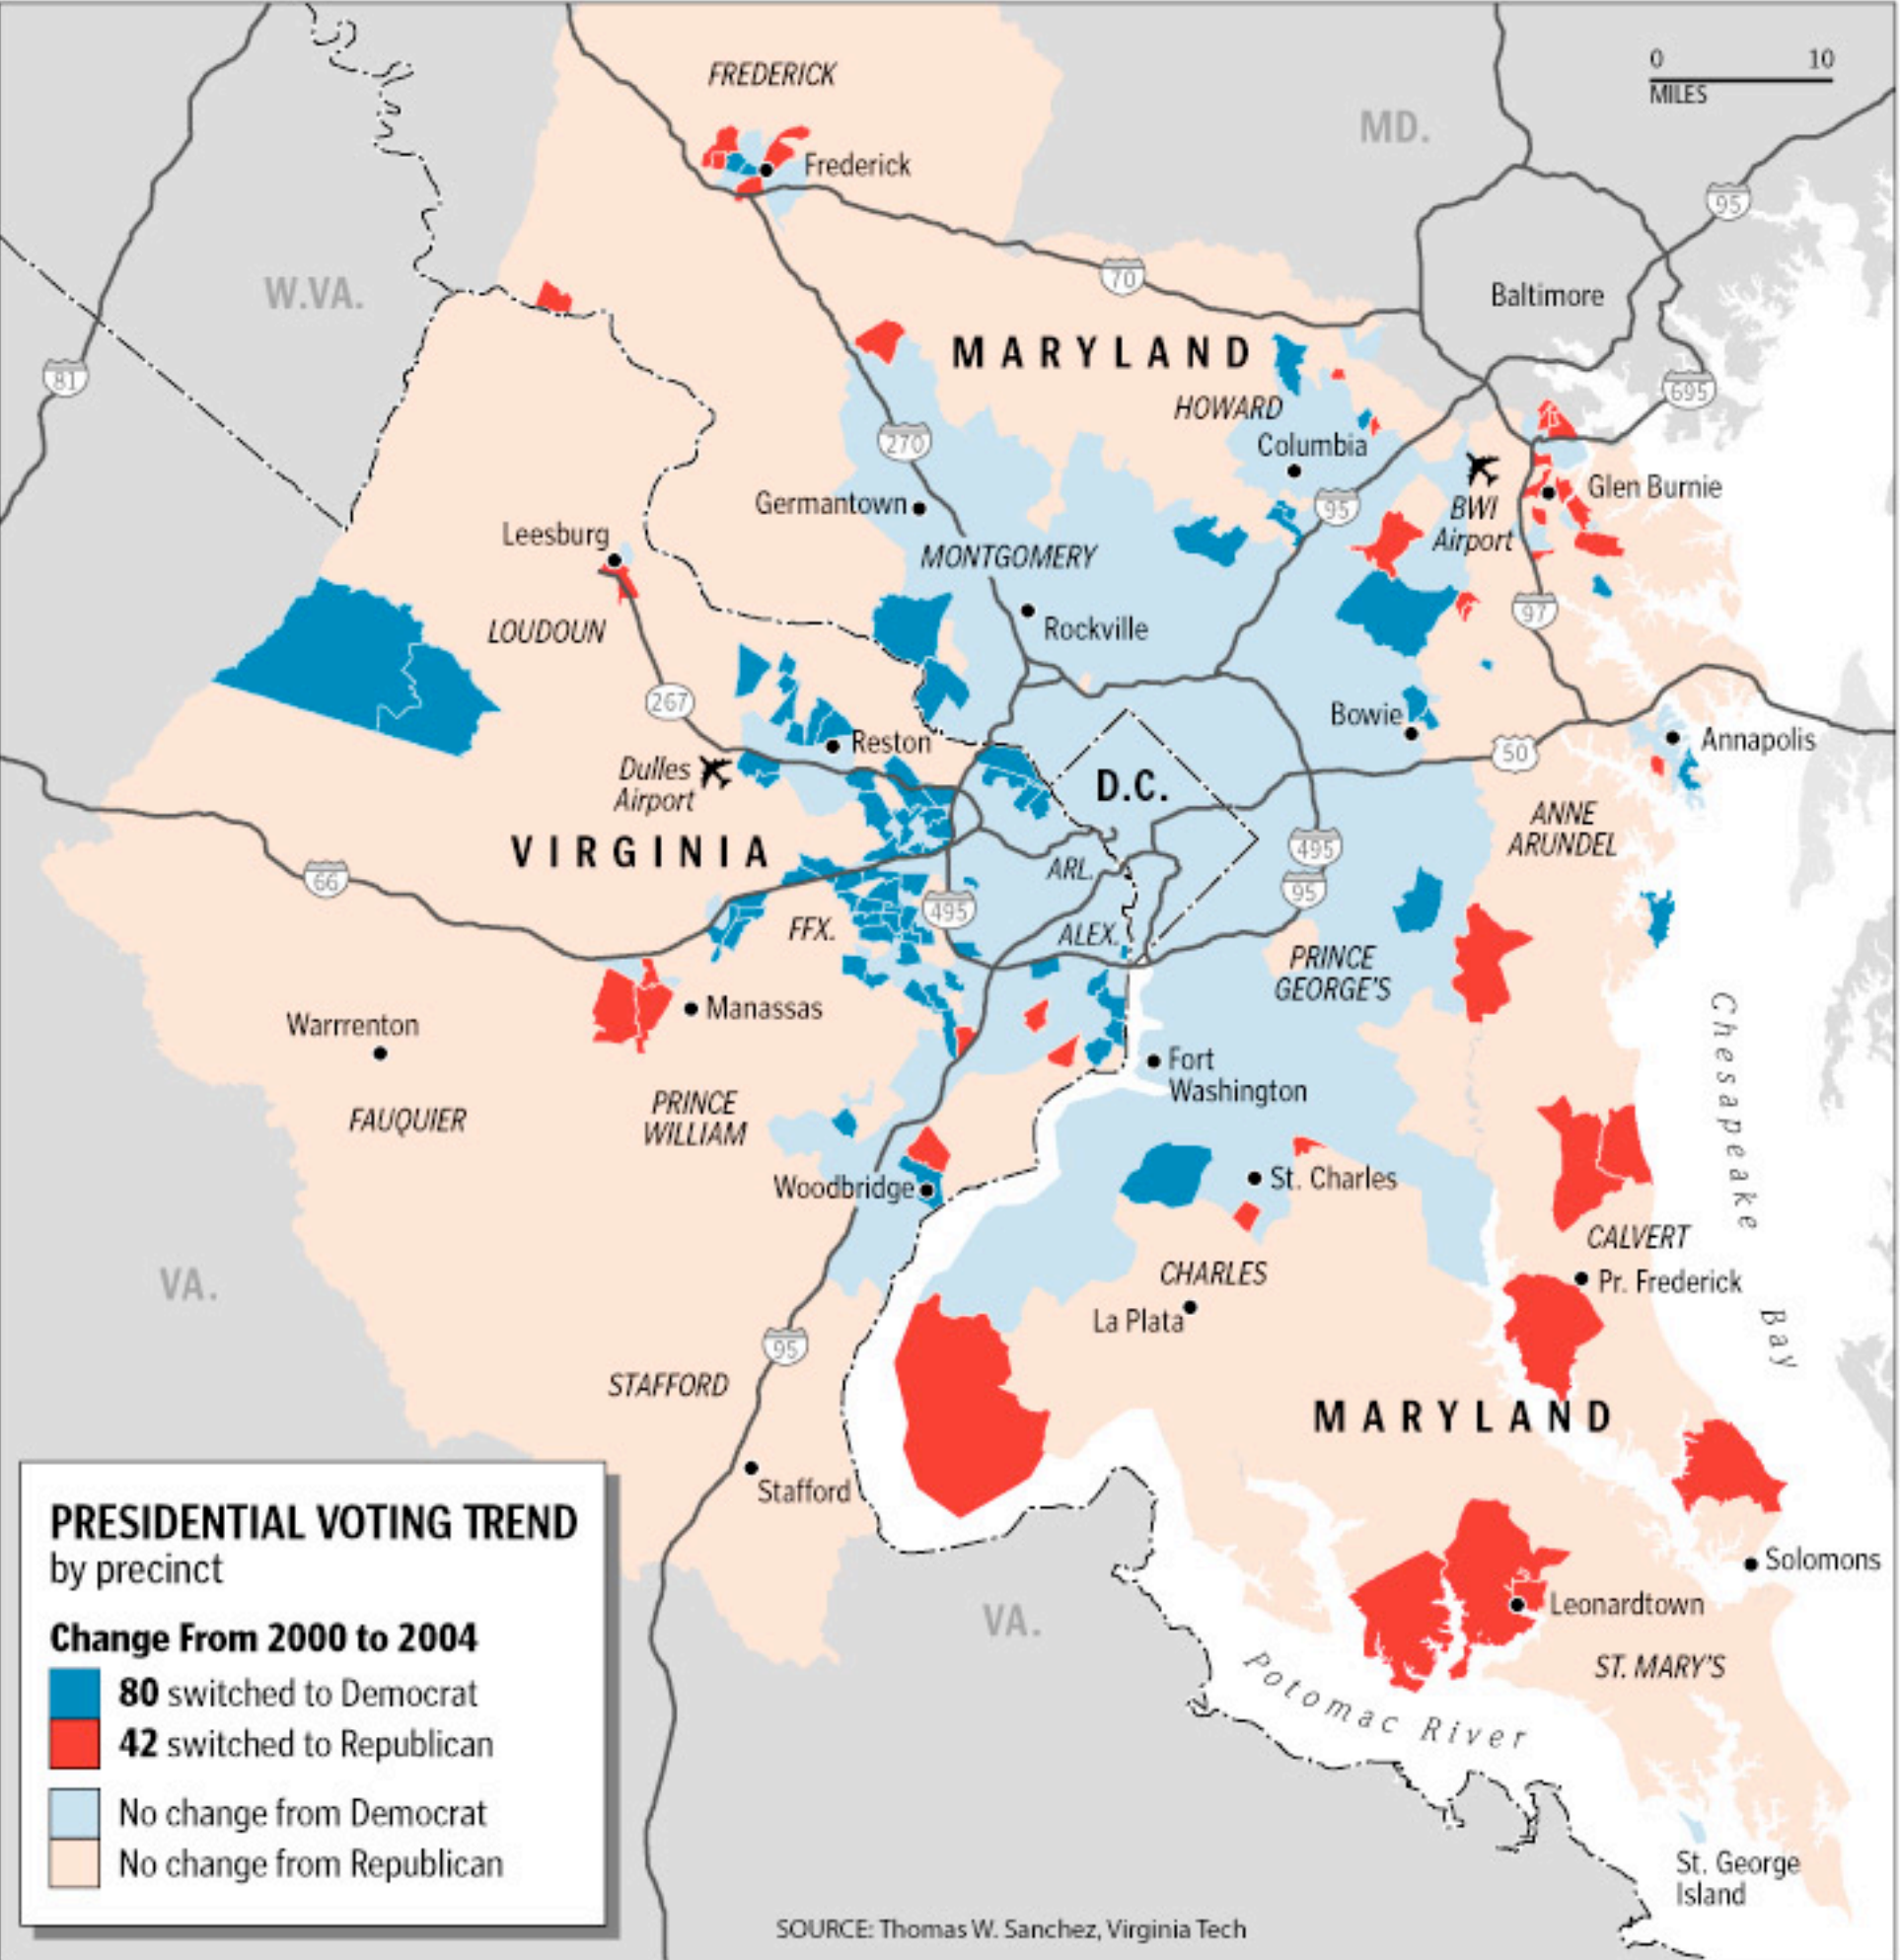 FREDERICK
Frederick
MD.
0 10
MILES
95
W.VA.
70
Baltimore
MARYLAND
81
695
HOWARD
270
Columbia
Germantown
95
Glen Burnie
BWI
Airport
Leesburg
MONTGOMERY
97
LOUDOUN
Rockville
267
Bowie
Reston
50
Annapolis
Dulles
Airport
D.C.
ANNE
ARUNDEL
VIRGINIA
495
ARL.
66
95
495
FFX.
ALEX.
PRINCE
GEORGE'S
Manassas
Warrrenton
Chesapeake
Bay
Fort
Washington
FAUQUIER
PRINCE
WILLIAM
Woodbridge
St. Charles
CALVERT
VA.
CHARLES
Pr. Frederick
La Plata
95
STAFFORD
MARYLAND
Stafford
Solomons
Leonardtown
VA.
ST. MARY'S
Potomac River
St. George
Island
PRESIDENTIAL VOTING TREND
by precinct
Change From 2000 to 2004
80 switched to Democrat
42 switched to Republican
No change from Democrat
No change from Republican
SOURCE: Thomas W. Sanchez, Virginia Tech